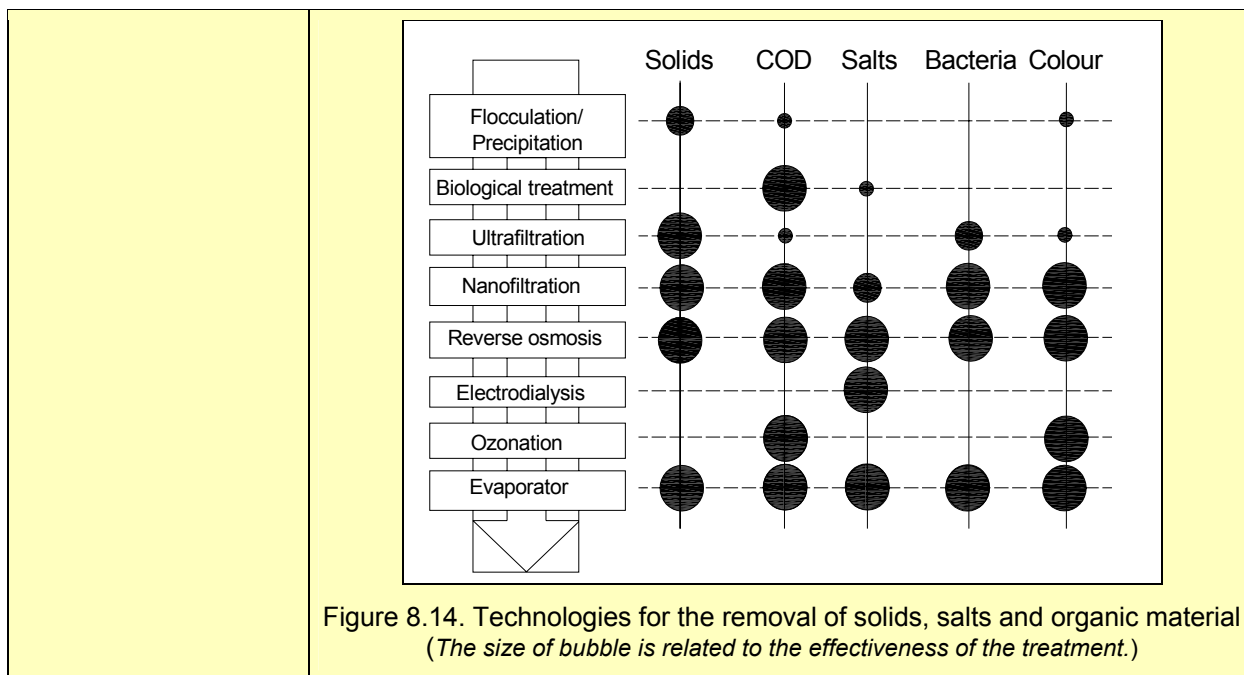 Solids COD Salts Bacteria Colour
Flocculation/
Precipitation
Biological treatment
Ultrafiltration
Nanofiltration
Reverse osmosis
Electrodialysis
Ozonation
Evaporator
Figure 8.14. Technologies for the removal of solids, salts and organic material
(The size of bubble is related to the effectiveness of the treatment.)